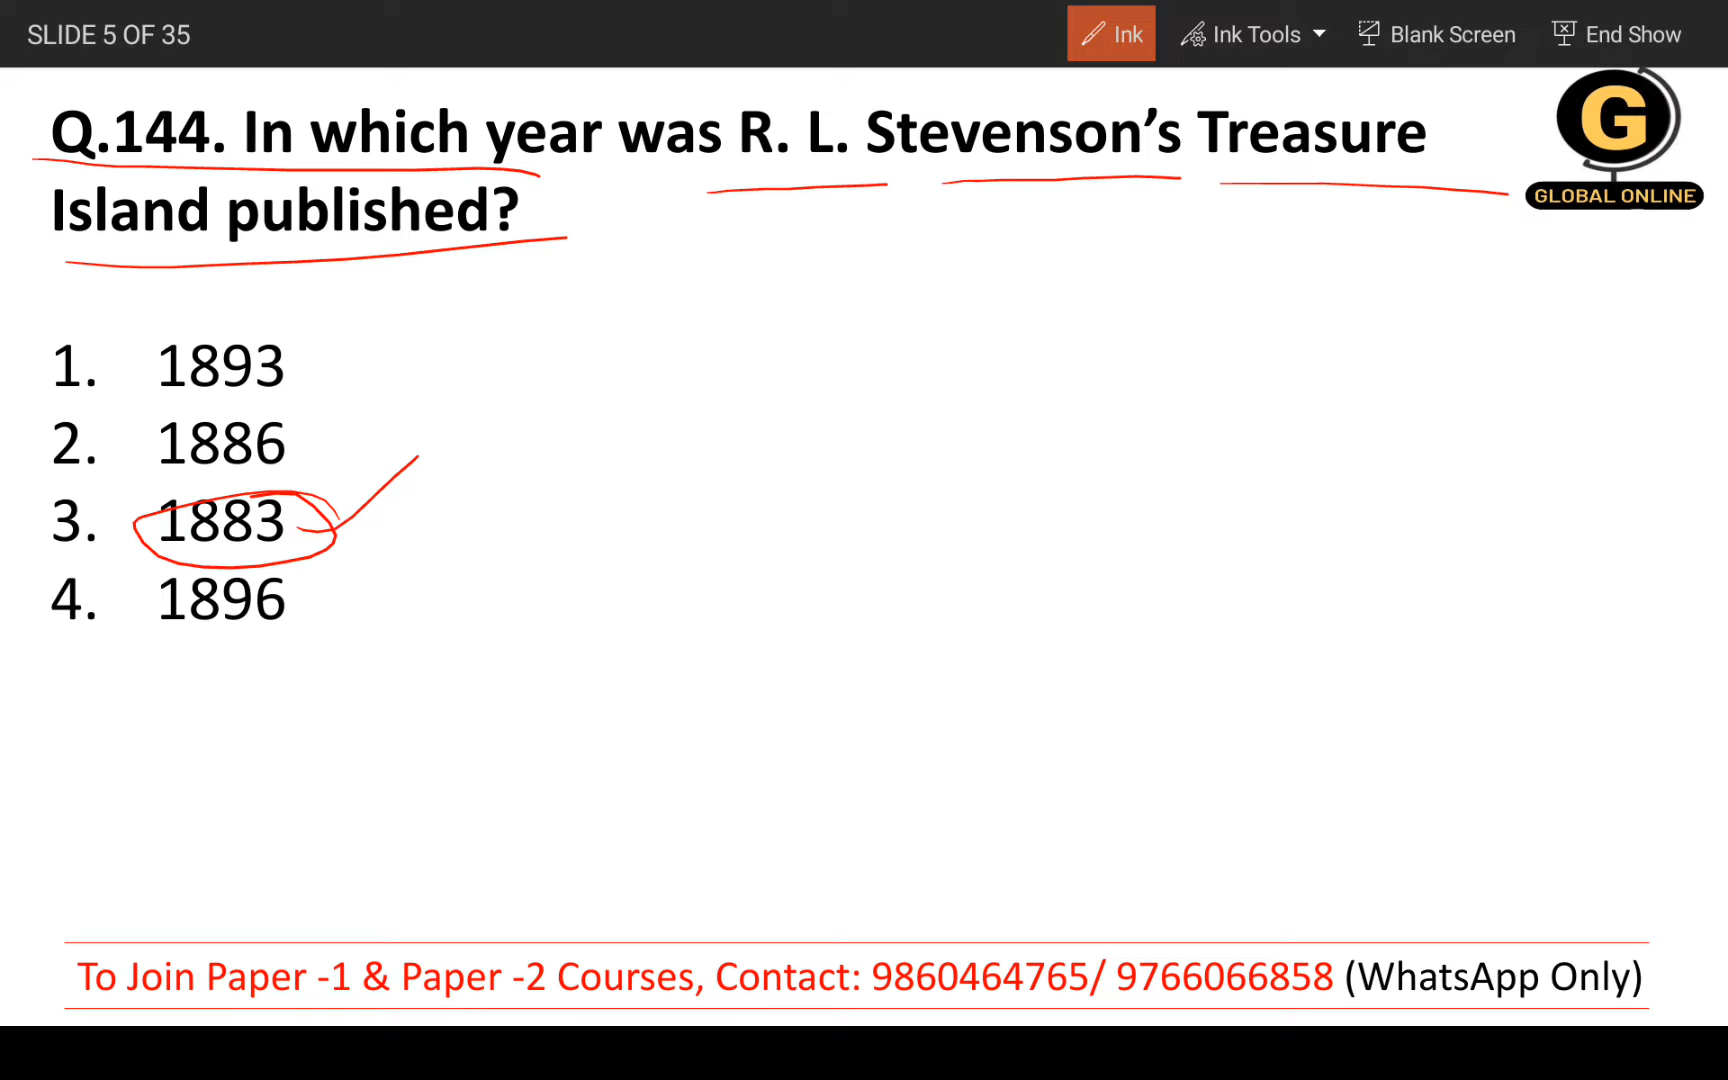 SLIDE 5 OF 35 Ink Ink Tools Blank Screen End Show
Q.144. In which year was R. L. Stevenson’s Treasure
Island published?
G
GLOBAL ONLINE
1. 1893
2. 1886
3. 1883
4. 1896
To Join Paper -1 & Paper -2 Courses, Contact: 9860464765/ 9766066858 (WhatsApp Only)